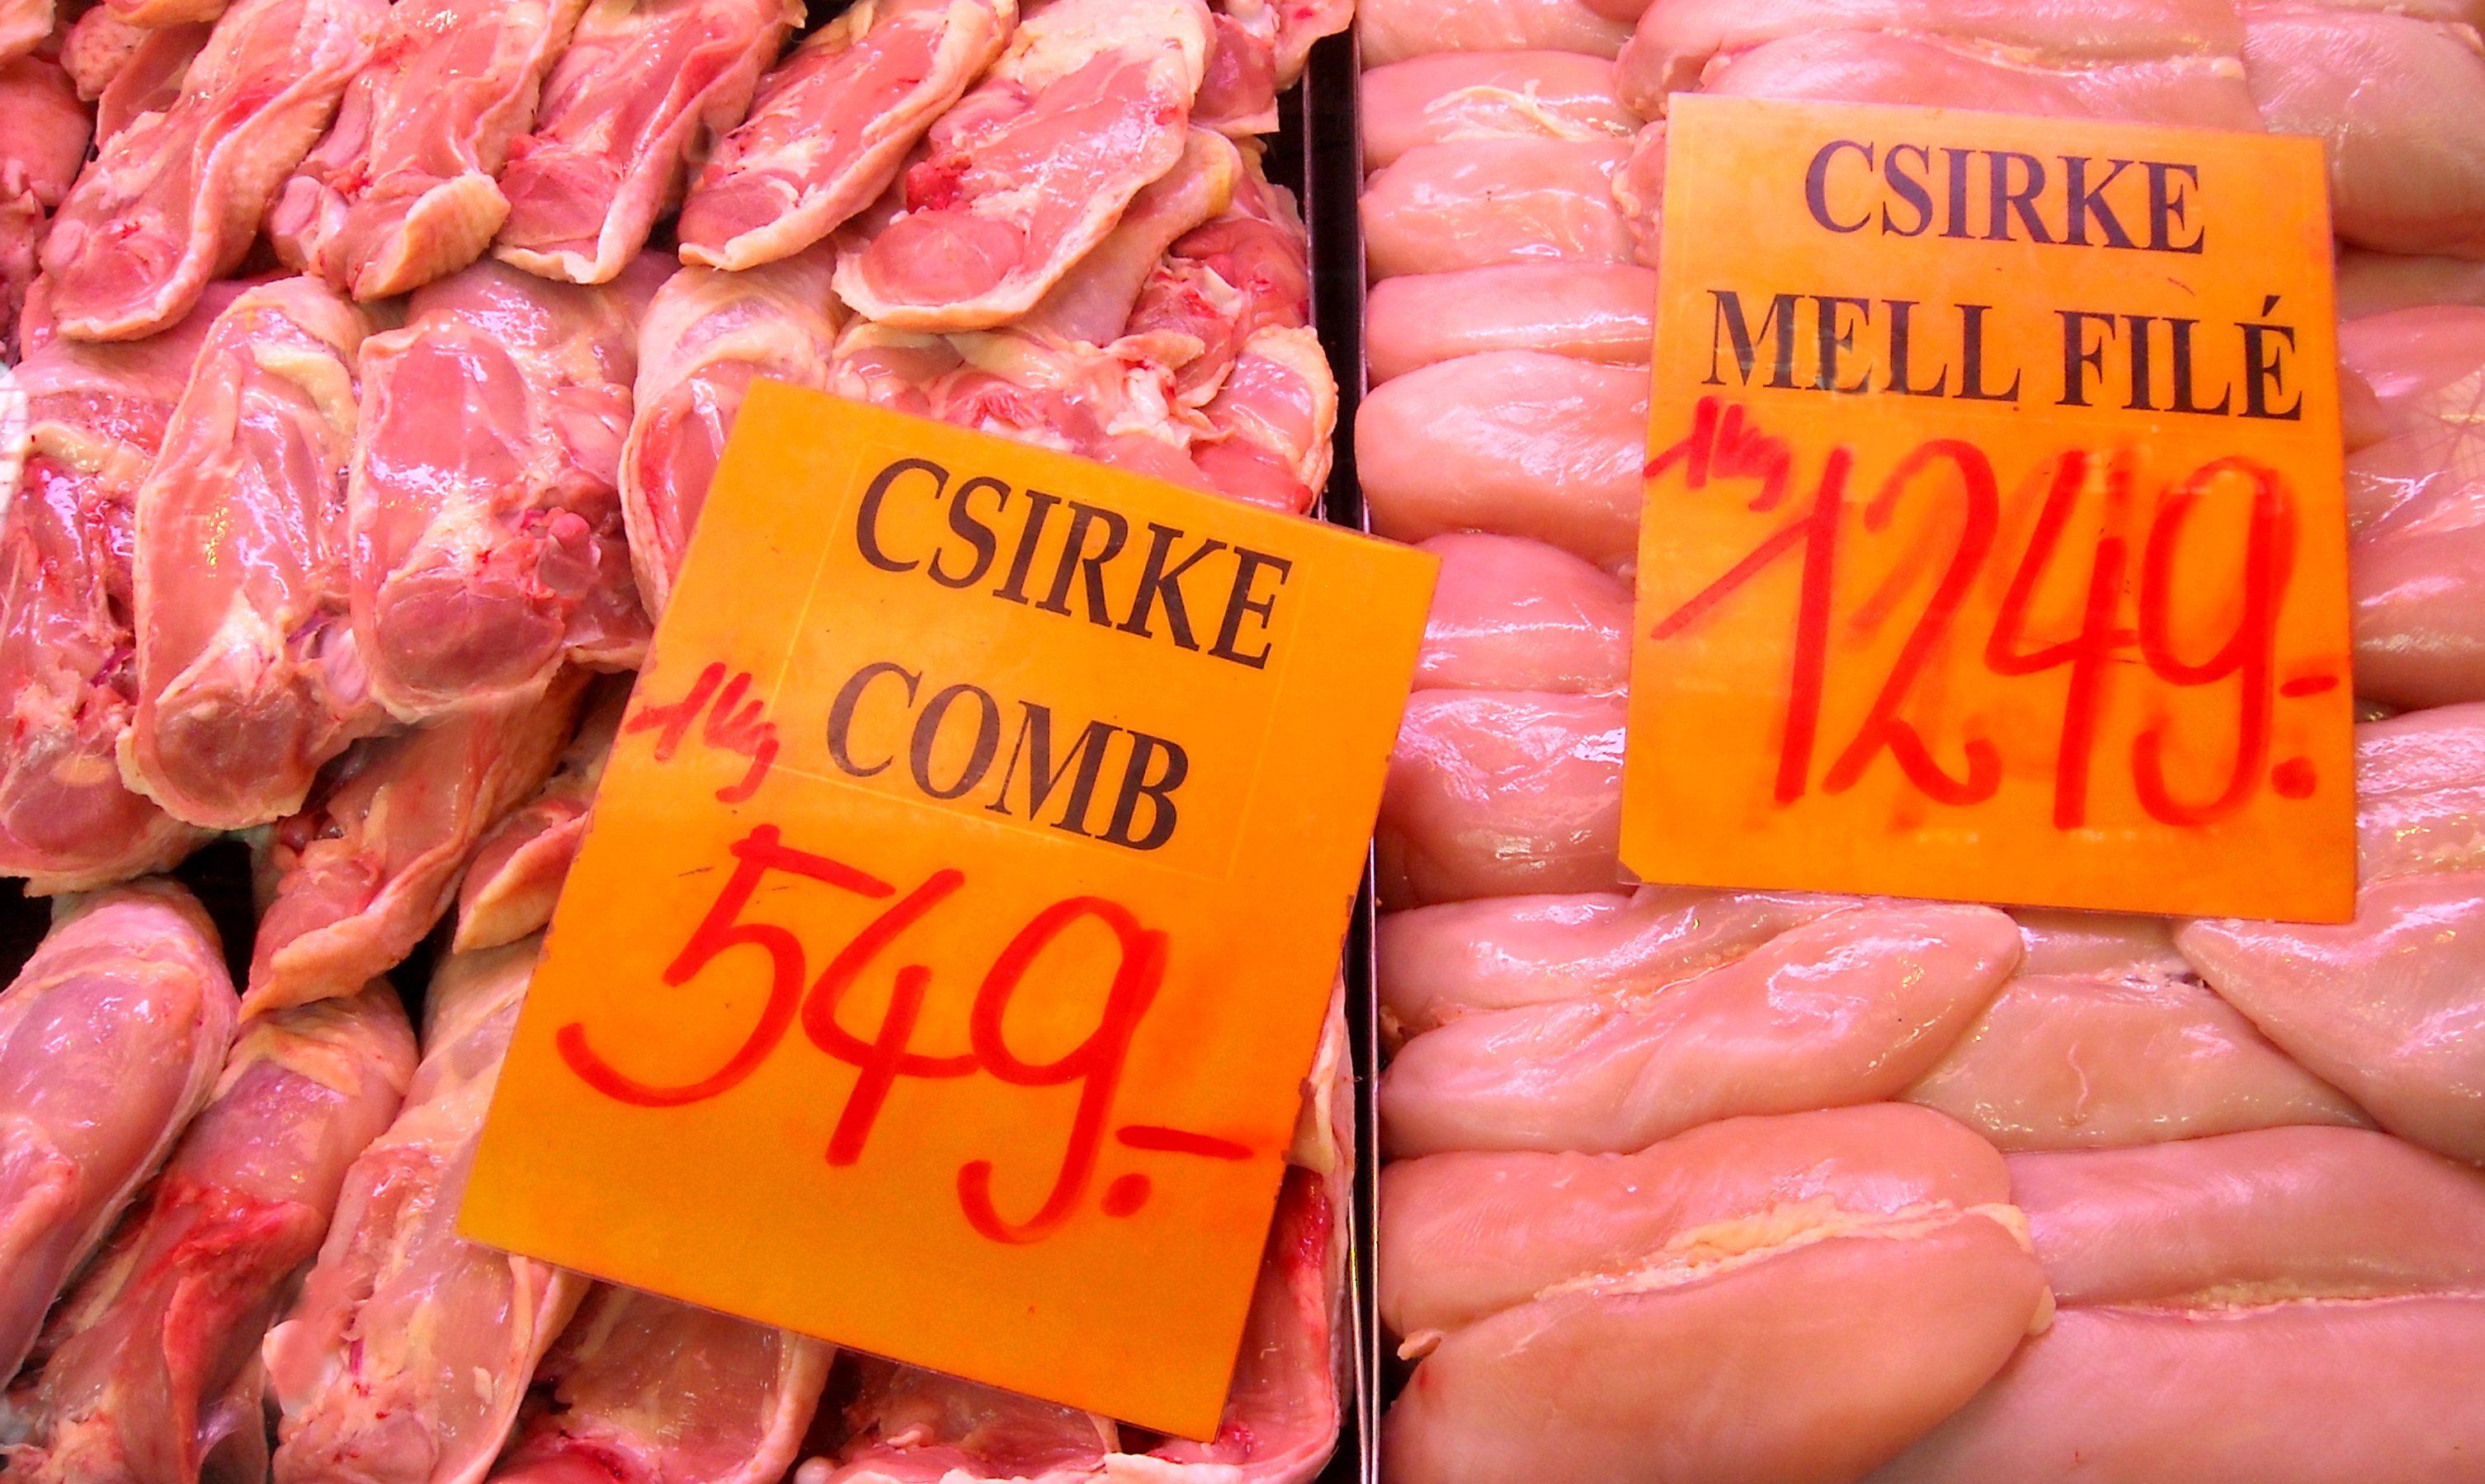 CSIRKE
COMB
1kg
549.-
CSIRKE
MELL FILÉ
1kg
1249.-